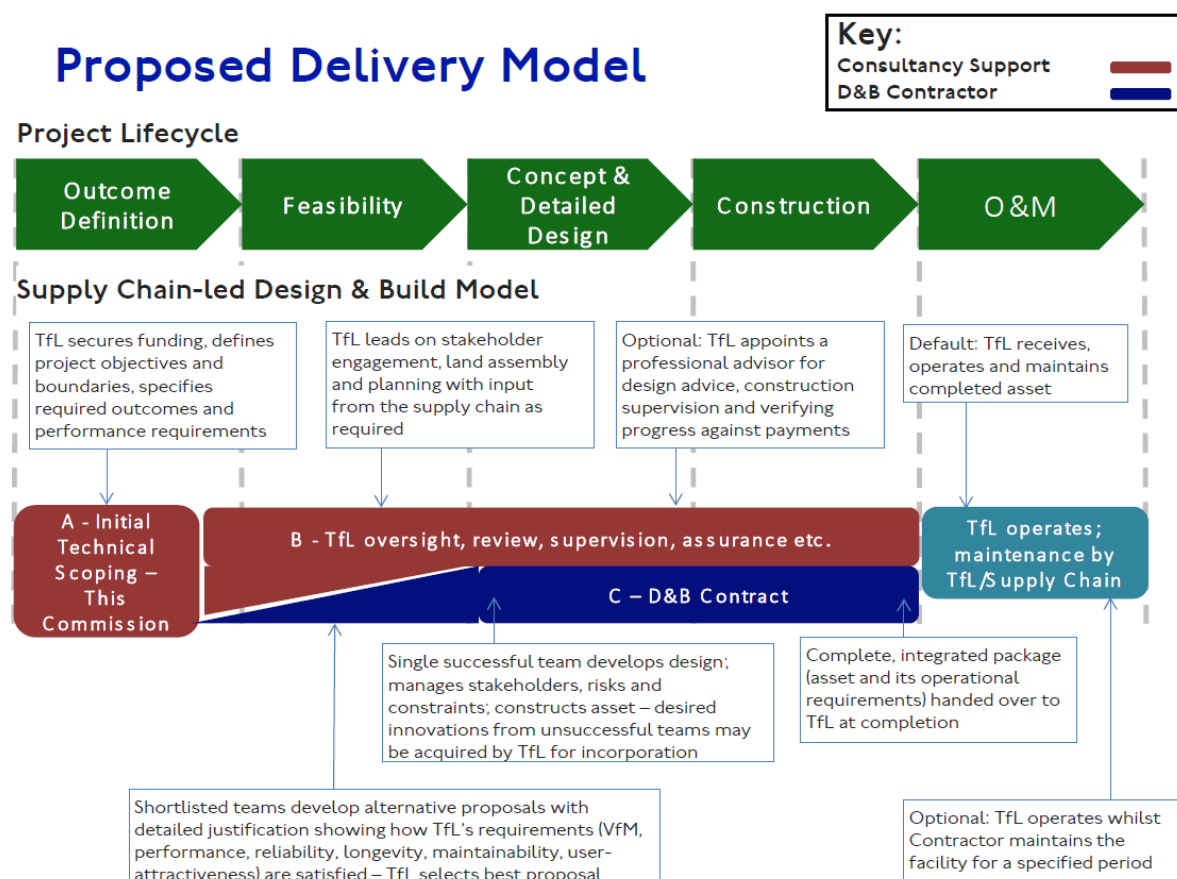 Proposed Delivery Model
Key:
Consultancy Support
D&B Contractor
Project Lifecycle
Outcome
Definition
Feasibility
Concept &
Detailed
Design
Construction
O&M
Supply Chain-led Design & Build Model
TfL secures funding, defines
project objectives and
boundaries, specifies
required outcomes and
performance requirements
TfL leads on stakeholder
engagement, land assembly
and planning with input
from the supply chain as
required
Optional: TfL appoints a
professional advisor for
design advice, construction
supervision and verifying
progress against payments
Default: TfL receives,
operates and maintains
completed asset
A - Initial
Technical
Scoping –
This
Commission
B - TfL oversight, review, supervision, assurance etc.
C – D&B Contract
TfL operates;
maintenance by
TfL/Supply Chain
Single successful team develops design;
manages stakeholders, risks and
constraints; constructs asset – desired
innovations from unsuccessful teams may
be acquired by TfL for incorporation
Complete, integrated package
(asset and its operational
requirements) handed over to
TfL at completion
Shortlisted teams develop alternative proposals with
detailed justification showing how TfL's requirements (VfM,
performance, reliability, longevity, maintainability, user-
attractiveness) are satisfied – TfL selects best proposal
Optional: TfL operates whilst
Contractor maintains the
facility for a specified period